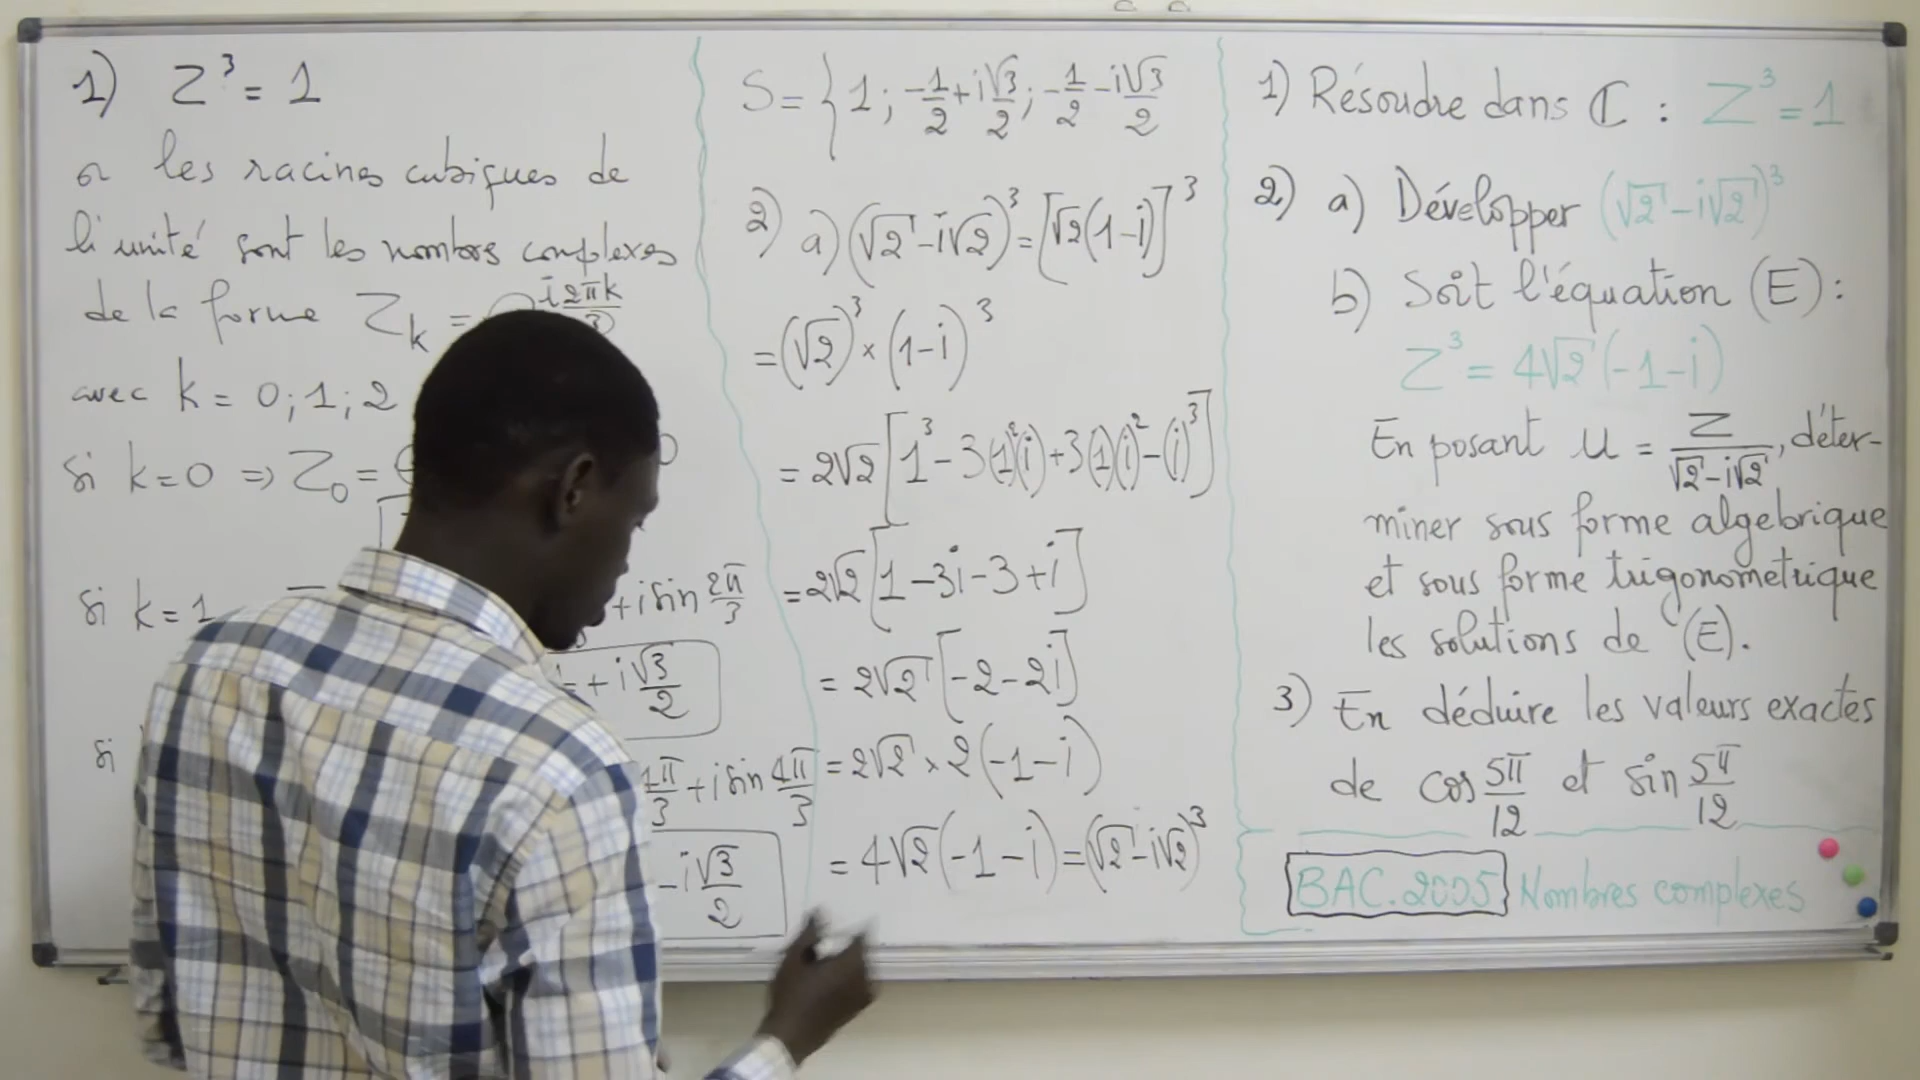 1) Z³ = 1
or les racines cubiques de
l'unité sont les nombres complexes
de la forme Z_k = i2πk/3
avec k = 0; 1; 2
si k=0 ⇒ Z₀ =
si k=1 + i sin 2π/3
+ i√3/2
si 4π/3 + i sin 4π/3
- i√3/2
S = { 1; -1/2 + i√3/2; -1/2 - i√3/2
2) a) (√2 - i√2)³ = [√2(1-i)]³
= (√2)³ × (1-i)³
= 2√2 [1³ - 3(1)²(i) + 3(1)(i)² - (i)³]
= 2√2 [1 - 3i - 3 + i]
= 2√2 [-2 - 2i]
= 2√2 × 2(-1-i)
= 4√2(-1-i) = (√2 - i√2)³
1) Résoudre dans ℂ : Z³ = 1
2) a) Développer (√2 - i√2)³
b) Soit l'équation (E) :
Z³ = 4√2(-1-i)
En posant u = Z/(√2 - i√2), déter-
miner sous forme algebrique
et sous forme trigonometrique
les solutions de (E).
3) En déduire les valeurs exactes
de cos 5π/12 et sin 5π/12
BAC.2005 Nombres complexes